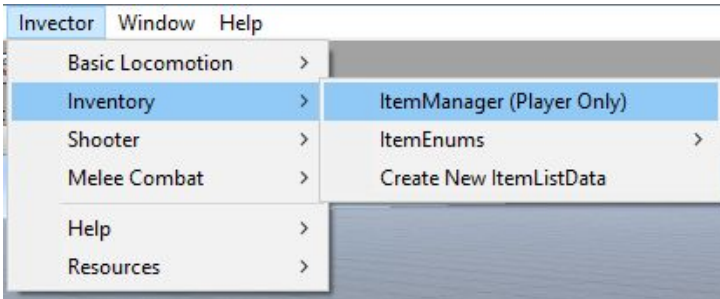 Invector Window Help
Basic Locomotion >
Inventory >
Shooter >
Melee Combat >
Help >
Resources >
ItemManager (Player Only)
ItemEnums >
Create New ItemListData